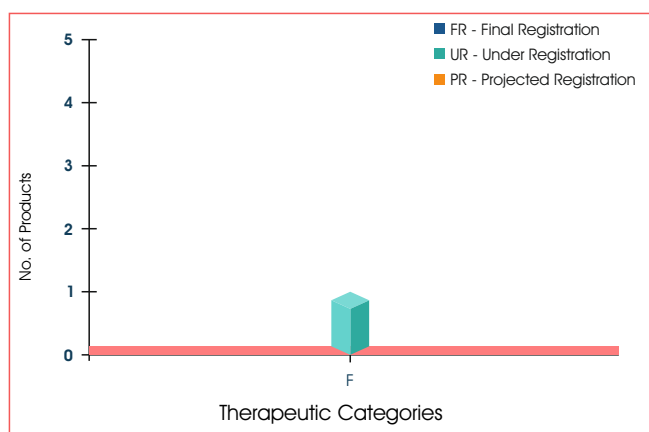 FR - Final Registration
UR - Under Registration
PR - Projected Registration
No. of Products
5
4
3
2
1
0
F
Therapeutic Categories